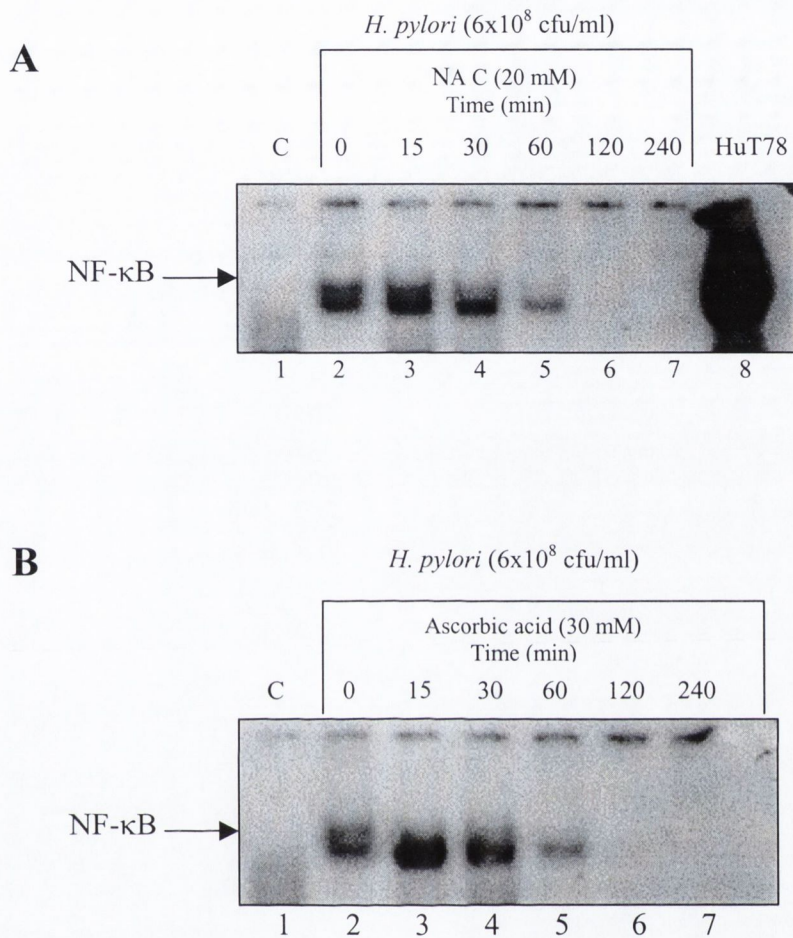 A
H. pylori (6x10⁸ cfu/ml)
NA C (20 mM)
Time (min)
C 0 15 30 60 120 240 HuT78
NF-κB
1 2 3 4 5 6 7 8
B
H. pylori (6x10⁸ cfu/ml)
Ascorbic acid (30 mM)
Time (min)
C 0 15 30 60 120 240
NF-κB
1 2 3 4 5 6 7